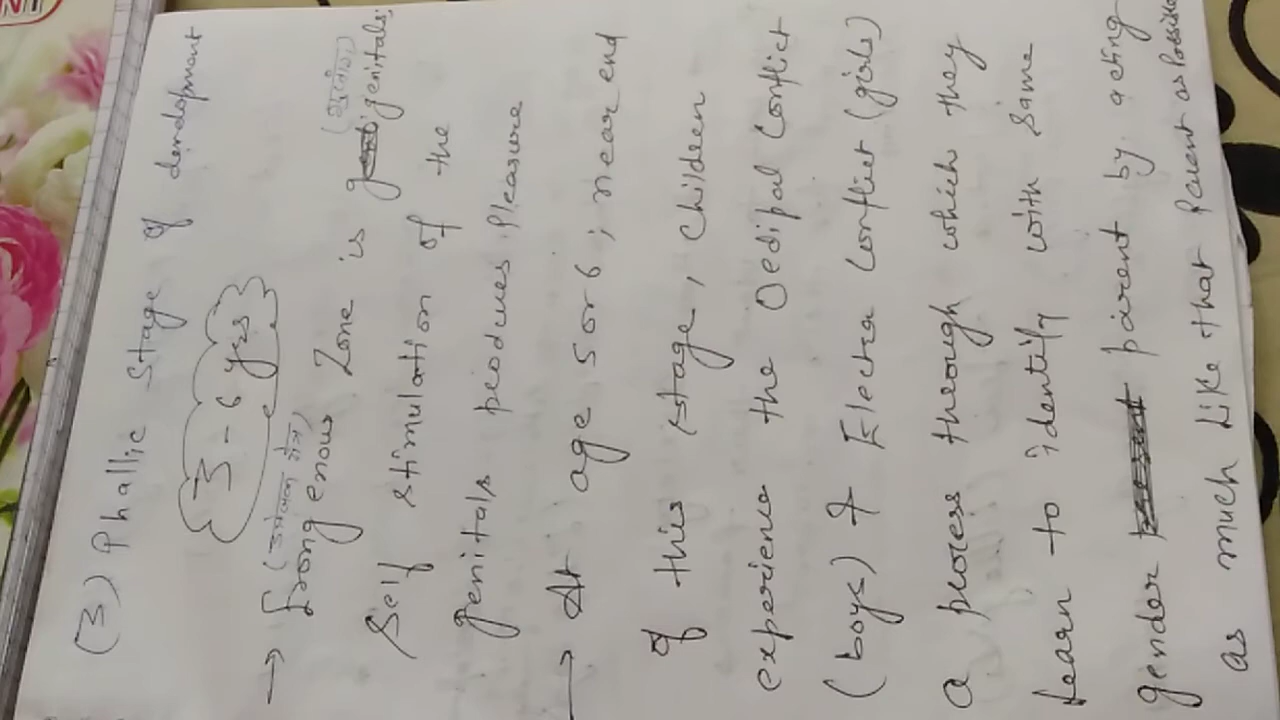 (3) Phallic Stage of development
3 - 6 yrs
(उत्तेजक क्षेत्र) (गुप्तांग)
→ Errongenous Zone is genitals;
Self stimulation of the
genitals produces Pleasure
→ At age 5 or 6; near end
of this stage, children
experience the Oedipal Conflict
(boys) & Electra Conflict (girls)
a process through which they
learn to identify with same
gender parent by acting
as much like that parent as possible
NT